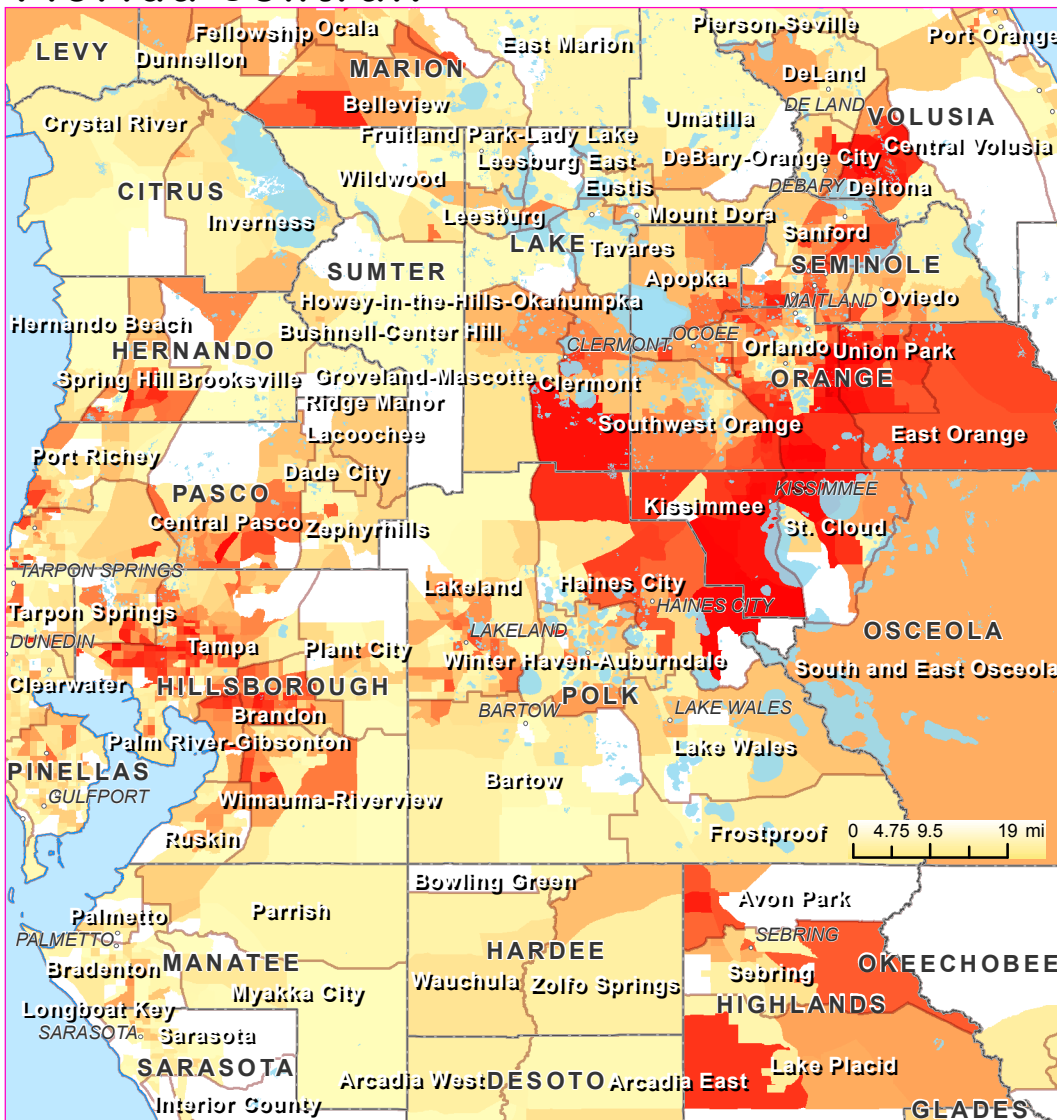 Fellowship
Ocala
Pierson-Seville
Port Orange
LEVY
Dunnellon
East Marion
MARION
DeLand
Belleview
DE LAND
VOLUSIA
Crystal River
Umatilla
Fruitland Park-Lady Lake
Central Volusia
Leesburg East
DeBary-Orange City
Wildwood
CITRUS
Eustis
DEBARY
Deltona
Inverness
Leesburg
Mount Dora
LAKE
Tavares
Sanford
SUMTER
Apopka
SEMINOLE
Howey-in-the-Hills-Okahumpka
MAITLAND
Oviedo
Hernando Beach
Bushnell-Center Hill
OCOEE
HERNANDO
CLERMONT
Orlando
Union Park
Spring Hill
Brooksville
Groveland-Mascotte
Clermont
ORANGE
Ridge Manor
Southwest Orange
Lacoochee
East Orange
Port Richey
Dade City
PASCO
KISSIMMEE
Central Pasco
Zephyrhills
Kissimmee
St. Cloud
TARPON SPRINGS
Lakeland
Haines City
Tarpon Springs
HAINES CITY
DUNEDIN
LAKELAND
OSCEOLA
Tampa
Plant City
Winter Haven-Auburndale
South and East Osceola
Clearwater
HILLSBOROUGH
POLK
Brandon
BARTOW
LAKE WALES
Palm River-Gibsonton
Lake Wales
PINELLAS
Bartow
GULFPORT
Wimauma-Riverview
Ruskin
Frostproof
0 4.75 9.5 19 mi
Bowling Green
Avon Park
Palmetto
Parrish
SEBRING
PALMETTO
HARDEE
OKEECHOBEE
Bradenton
MANATEE
Wauchula
Zolfo Springs
Sebring
Myakka City
HIGHLANDS
Longboat Key
SARASOTA
Sarasota
SARASOTA
Lake Placid
Arcadia West
DESOTO
Arcadia East
Interior County
GLADES